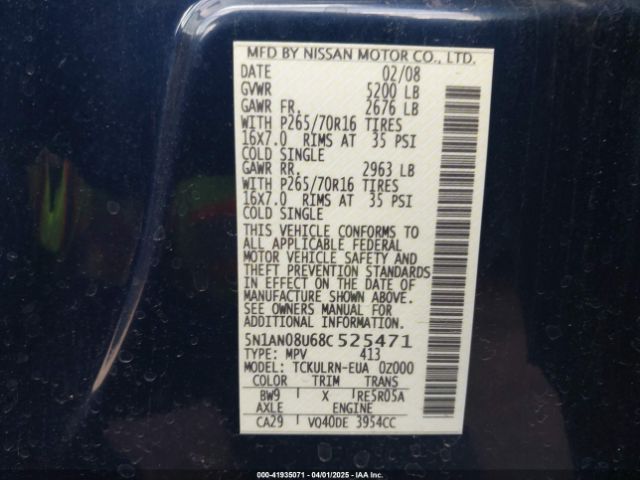 MFD BY NISSAN MOTOR CO., LTD.
DATE 02/08
GVWR 5200 LB
GAWR FR. 2676 LB
WITH P265/70R16 TIRES
16X7.0 RIMS AT 35 PSI
COLD SINGLE
GAWR RR. 2963 LB
WITH P265/70R16 TIRES
16X7.0 RIMS AT 35 PSI
COLD SINGLE
THIS VEHICLE CONFORMS TO
ALL APPLICABLE FEDERAL
MOTOR VEHICLE SAFETY AND
THEFT PREVENTION STANDARDS
IN EFFECT ON THE DATE OF
MANUFACTURE SHOWN ABOVE.
SEE OWNERS MANUAL FOR
ADDITIONAL INFORMATION.
5N1AN08U68C525471
TYPE: MPV 413
MODEL: TCKULRN-EUA 0Z000
COLOR TRIM TRANS
BW9 X RE5R05A
AXLE ENGINE
CA29 VQ40DE 3954CC
000-41935071 - 04/01/2025 - IAA, Inc.